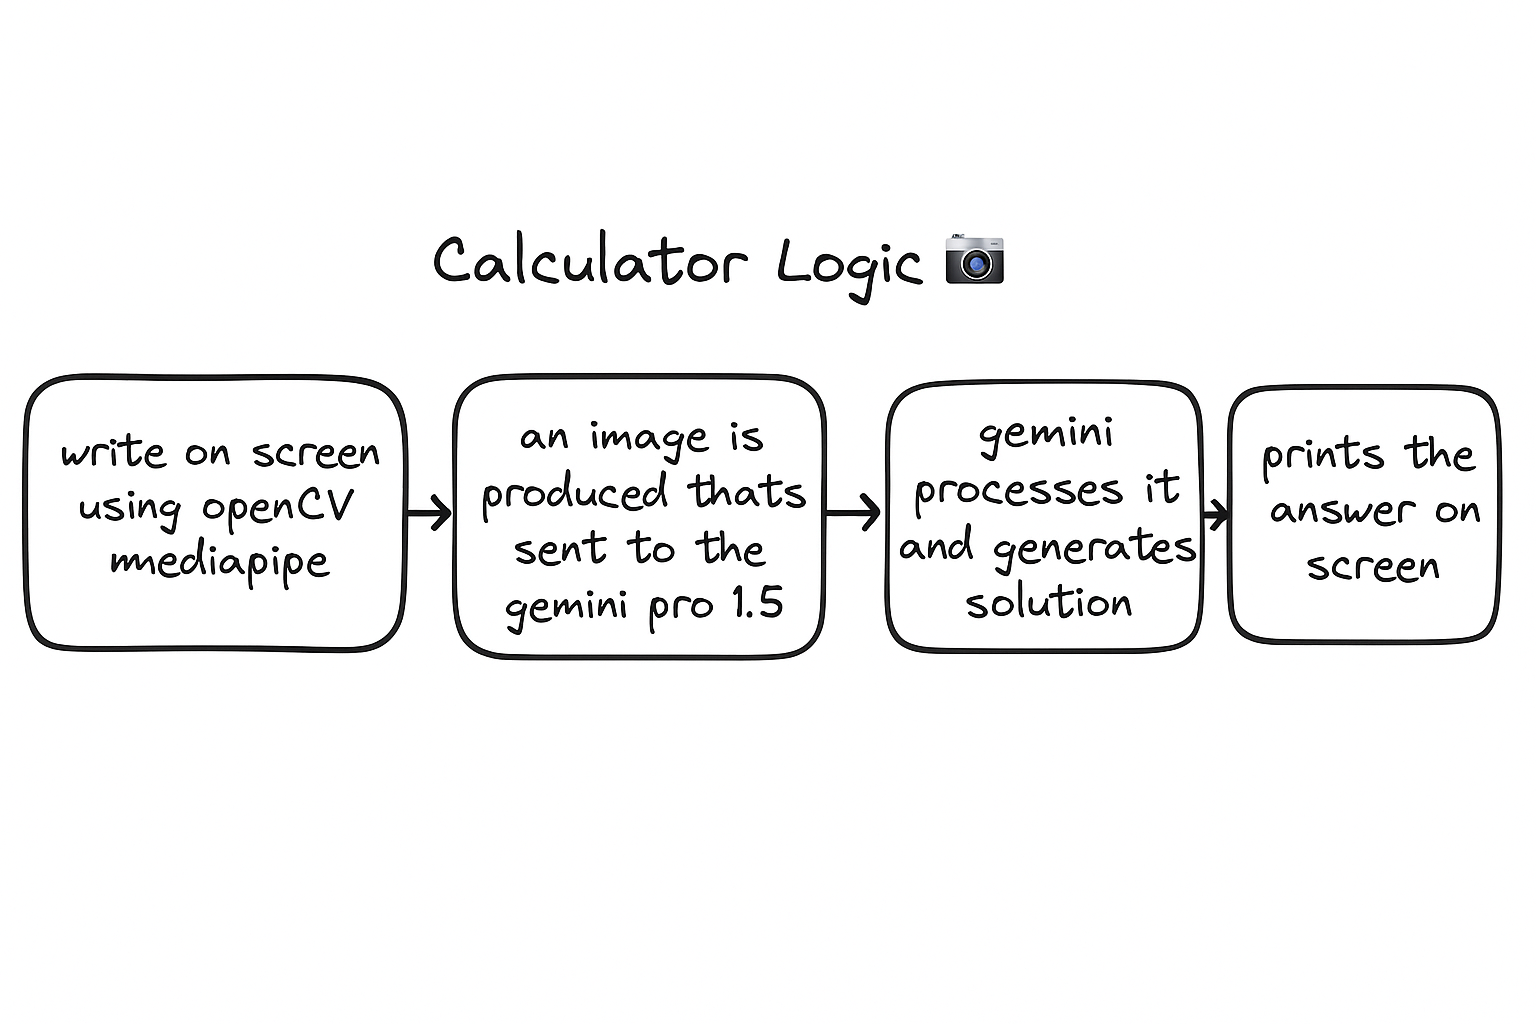 Calculator Logic 📷
write on screen
using openCV
mediapipe
an image is
produced thats
sent to the
gemini pro 1.5
gemini
processes it
and generates
solution
prints the
answer on
screen